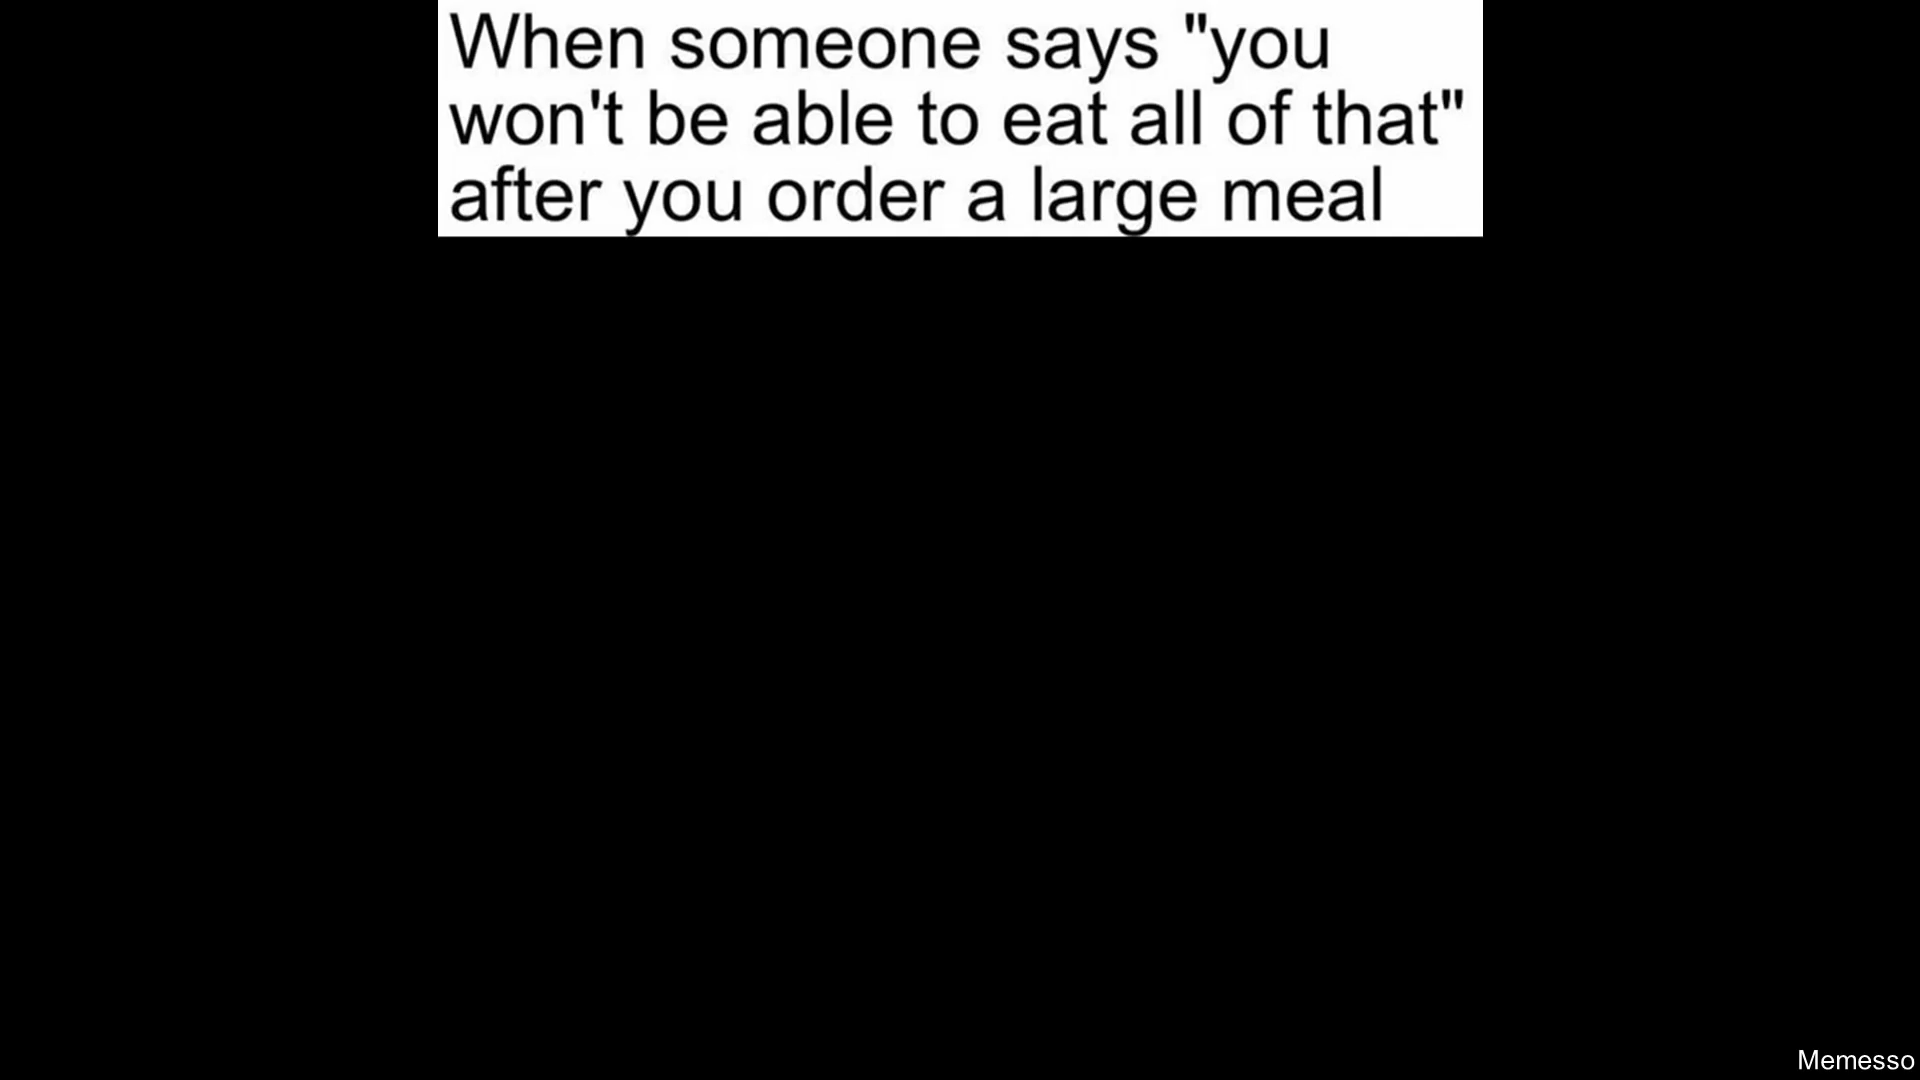 When someone says "you
won't be able to eat all of that"
after you order a large meal
Memesso